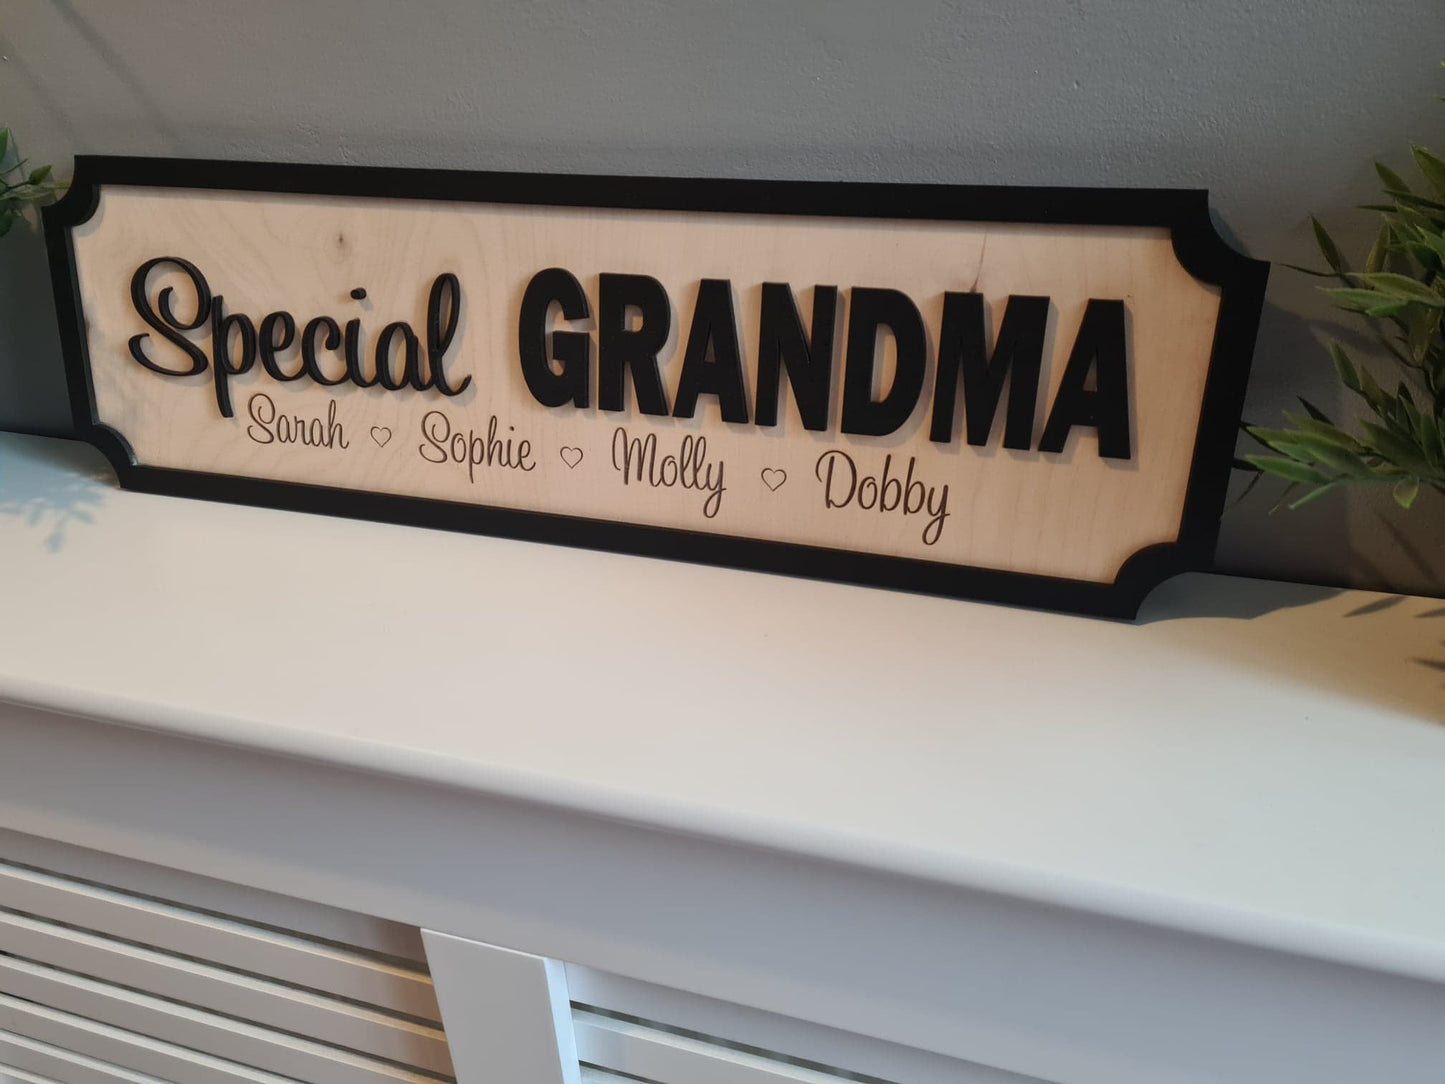 Special GRANDMA
Sarah ♡ Sophie ♡ Molly ♡ Dobby